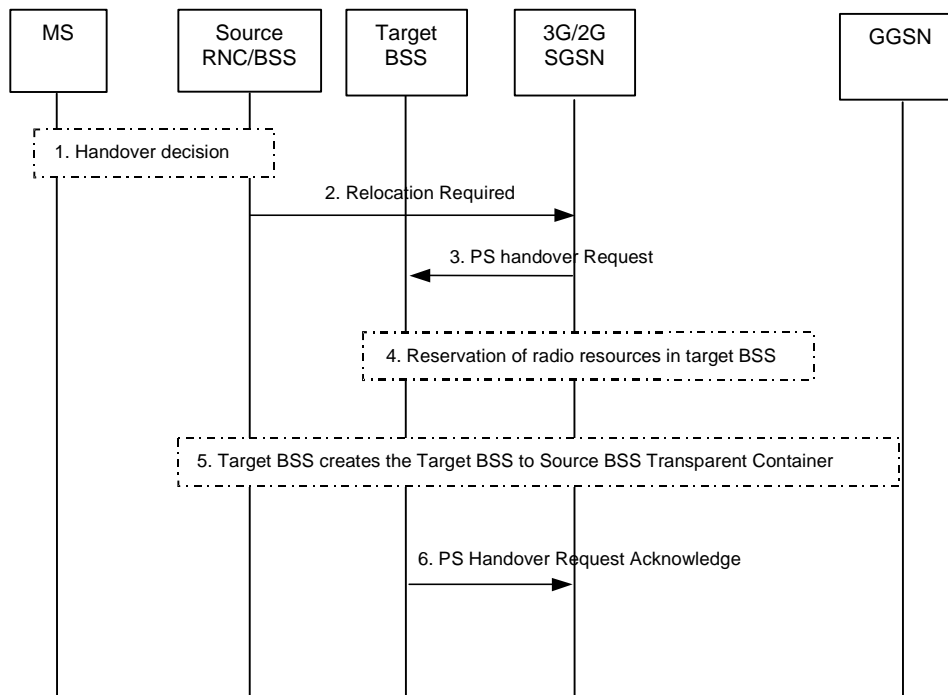 MS
Source
RNC/BSS
Target
BSS
3G/2G
SGSN
GGSN
1. Handover decision
2. Relocation Required
3. PS handover Request
4. Reservation of radio resources in target BSS
5. Target BSS creates the Target BSS to Source BSS Transparent Container
6. PS Handover Request Acknowledge